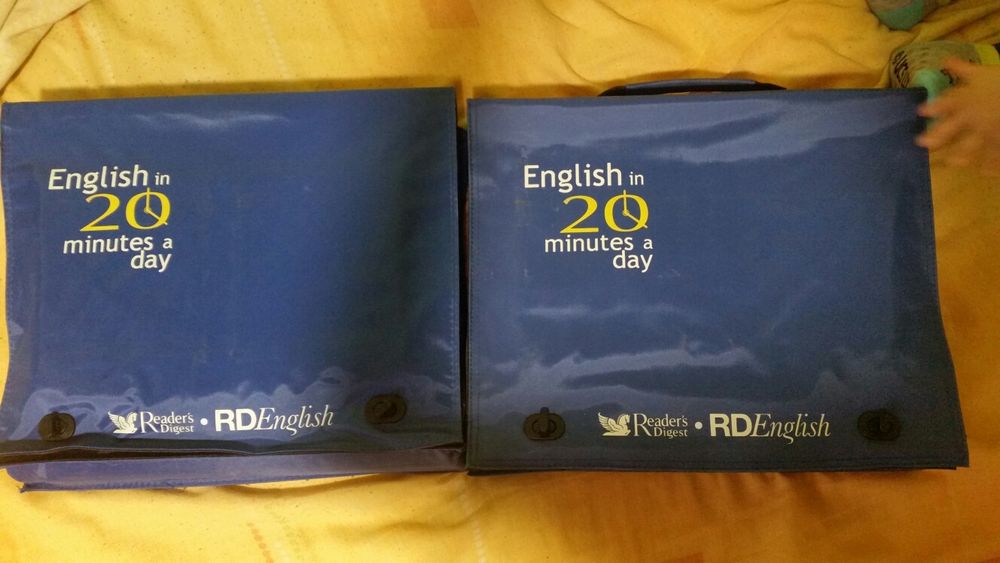 English in
20
minutes a
day
Reader's
Digest
• RDEnglish
English in
20
minutes a
day
Reader's
Digest
• RDEnglish